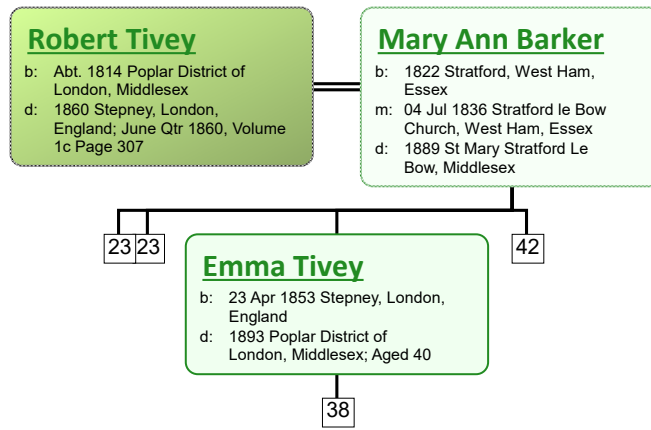 Robert Tivey
b: Abt. 1814 Poplar District of
London, Middlesex
d: 1860 Stepney, London,
England; June Qtr 1860, Volume
1c Page 307
Mary Ann Barker
b: 1822 Stratford, West Ham,
Essex
m: 04 Jul 1836 Stratford le Bow
Church, West Ham, Essex
d: 1889 St Mary Stratford Le
Bow, Middlesex
23 23 42
Emma Tivey
b: 23 Apr 1853 Stepney, London,
England
d: 1893 Poplar District of
London, Middlesex; Aged 40
38